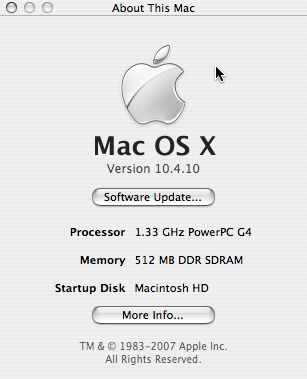 About This Mac
Mac OS X
Version 10.4.10
Software Update...
Processor 1.33 GHz PowerPC G4
Memory 512 MB DDR SDRAM
Startup Disk Macintosh HD
More Info...
TM & © 1983-2007 Apple Inc.
All Rights Reserved.